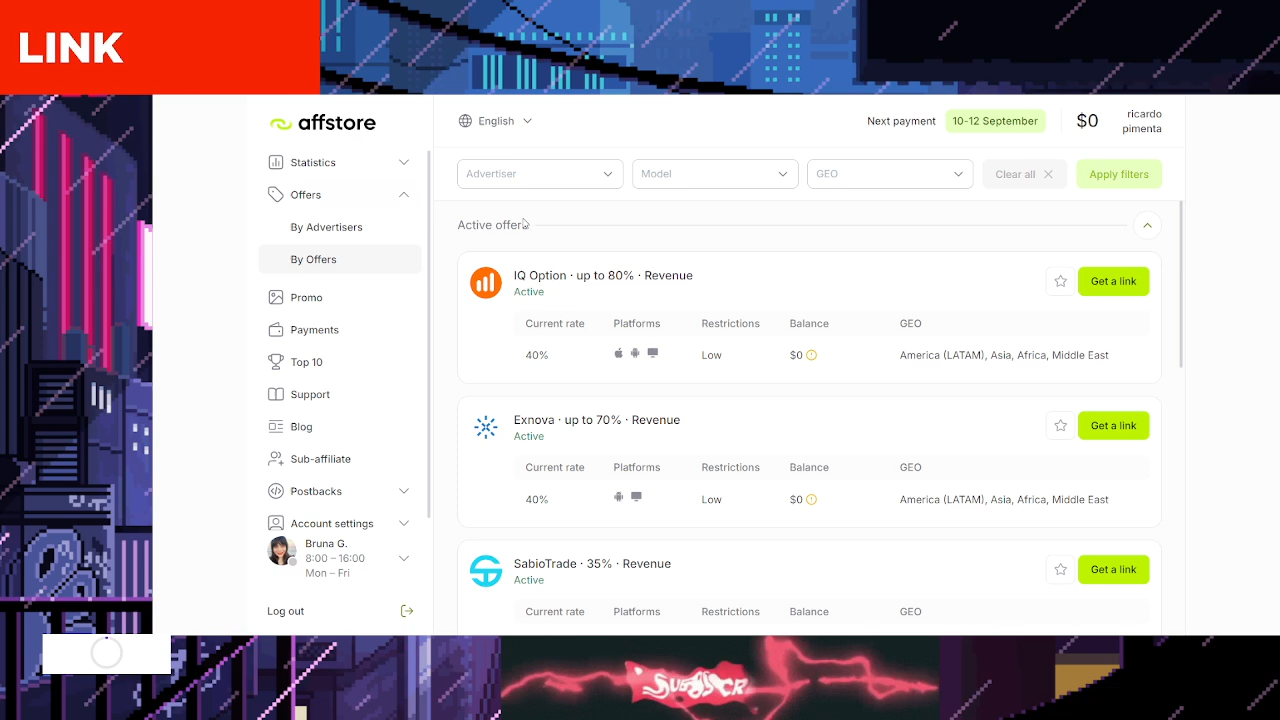 LINK
affstore
English
Next payment
10-12 September
$0
ricardo
pimenta
Statistics
Offers
By Advertisers
By Offers
Promo
Payments
Top 10
Support
Blog
Sub-affiliate
Postbacks
Account settings
Bruna G.
8:00 – 16:00
Mon – Fri
Log out
Advertiser
Model
GEO
Clear all
Apply filters
Active offers
IQ Option · up to 80% · Revenue
Active
Get a link
Current rate Platforms Restrictions Balance GEO
40% Low $0 America (LATAM), Asia, Africa, Middle East
Exnova · up to 70% · Revenue
Active
Get a link
Current rate Platforms Restrictions Balance GEO
40% Low $0 America (LATAM), Asia, Africa, Middle East
SabioTrade · 35% · Revenue
Active
Get a link
Current rate Platforms Restrictions Balance GEO